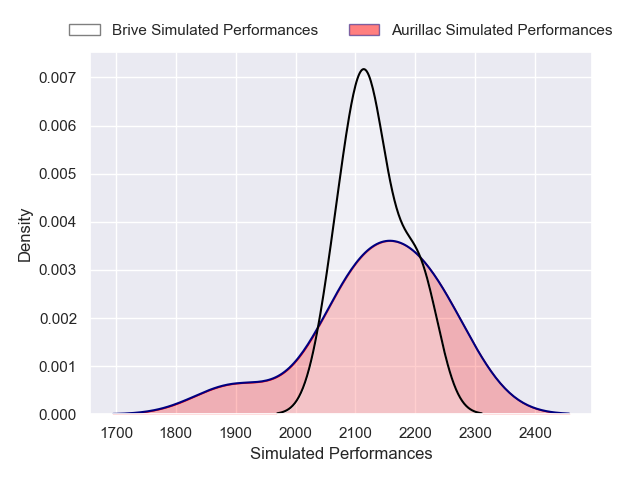 Brive Simulated Performances Aurillac Simulated Performances
0.007
0.006
0.005
0.004
0.003
0.002
0.001
0.000
Density
1700 1800 1900 2000 2100 2200 2300 2400
Simulated Performances